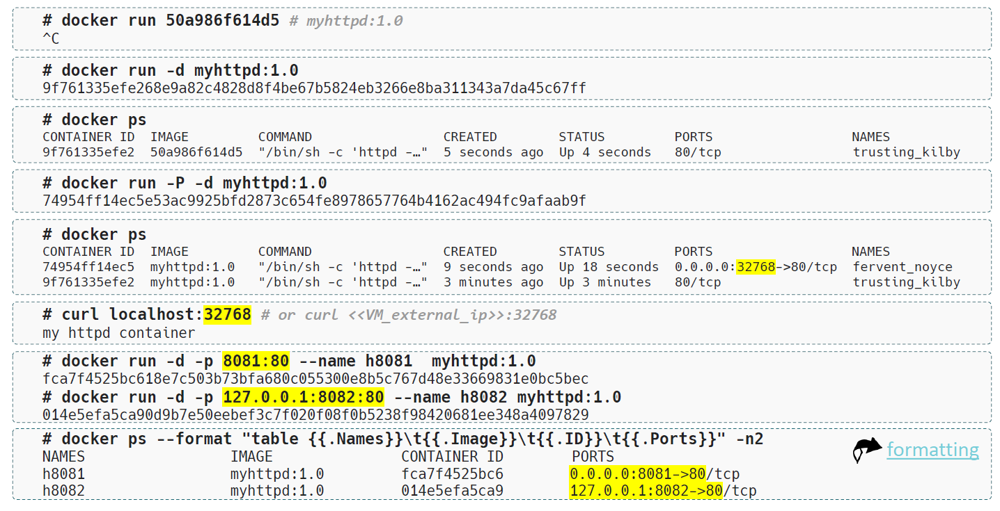 # docker run 50a986f614d5 # myhttpd:1.0
^C
# docker run -d myhttpd:1.0
9f761335efe268e9a82c4828d8f4be67b5824eb3266e8ba311343a7da45c67ff
# docker ps
CONTAINER ID IMAGE COMMAND CREATED STATUS PORTS NAMES
9f761335efe2 50a986f614d5 "/bin/sh -c 'httpd -…" 5 seconds ago Up 4 seconds 80/tcp trusting_kilby
# docker run -P -d myhttpd:1.0
74954ff14ec5e53ac9925bfd2873c654fe8978657764b4162ac494fc9afaab9f
# docker ps
CONTAINER ID IMAGE COMMAND CREATED STATUS PORTS NAMES
74954ff14ec5 myhttpd:1.0 "/bin/sh -c 'httpd -…" 9 seconds ago Up 18 seconds 0.0.0.0:32768->80/tcp fervent_noyce
9f761335efe2 myhttpd:1.0 "/bin/sh -c 'httpd -…" 3 minutes ago Up 3 minutes 80/tcp trusting_kilby
# curl localhost:32768 # or curl <<VM_external_ip>>:32768
my httpd container
# docker run -d -p 8081:80 --name h8081 myhttpd:1.0
fca7f4525bc618e7c503b73bfa680c055300e8b5c767d48e33669831e0bc5bec
# docker run -d -p 127.0.0.1:8082:80 --name h8082 myhttpd:1.0
014e5efa5ca90d9b7e50eebef3c7f020f08f0b5238f98420681ee348a4097829
# docker ps --format "table {{.Names}}\t{{.Image}}\t{{.ID}}\t{{.Ports}}" -n2
NAMES IMAGE CONTAINER ID PORTS
h8081 myhttpd:1.0 fca7f4525bc6 0.0.0.0:8081->80/tcp
h8082 myhttpd:1.0 014e5efa5ca9 127.0.0.1:8082->80/tcp
formatting